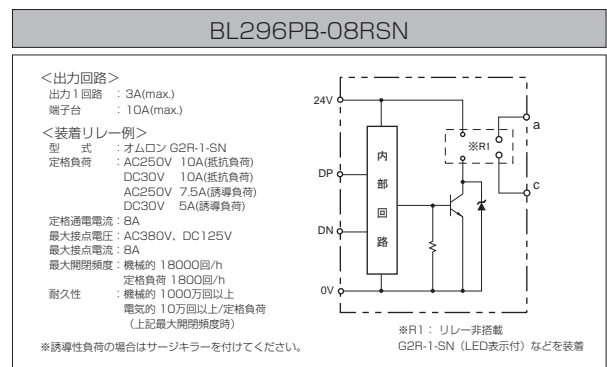 BL296PB-08RSN
＜出力回路＞
出力１回路 ：3A(max.)
端子台 ：10A(max.)
＜装着リレー例＞
型 式 ：オムロン G2R-1-SN
定格負荷 ：AC250V 10A(抵抗負荷)
DC30V 10A(抵抗負荷)
AC250V 7.5A(誘導負荷)
DC30V 5A(誘導負荷)
定格通電電流：8A
最大接点電圧：AC380V、DC125V
最大接点電流：8A
最大開閉頻度：機械的 18000回/h
定格負荷 1800回/h
耐久性 ：機械的 1000万回以上
電気的 10万回以上/定格負荷
（上記最大開閉頻度時）
※誘導性負荷の場合はサージキラーを付けてください。
24V
DP
DN
0V
内部回路
※R1
a
c
※R1： リレー非搭載
G2R-1-SN（LED表示付）などを装着